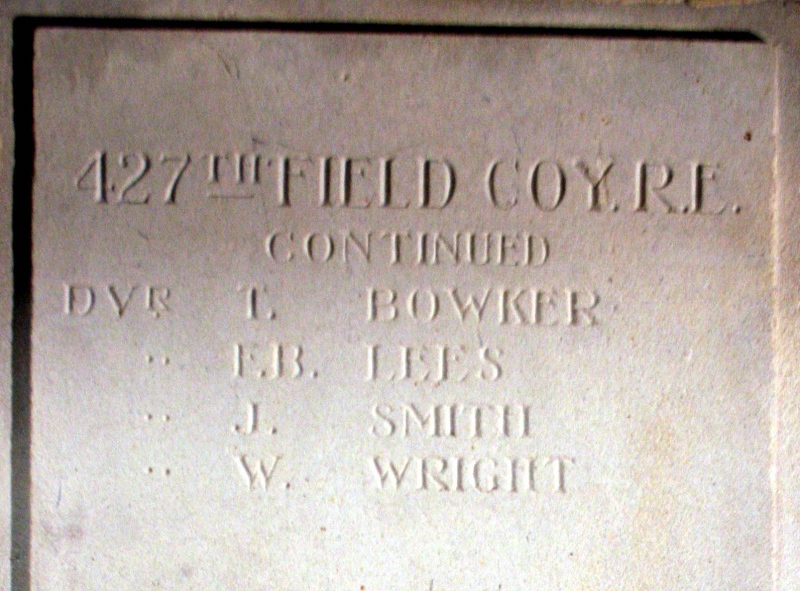 427TH FIELD COY. R.E.
CONTINUED
DVR T. BOWKER
" F.B. LEES
" J. SMITH
" W. WRIGHT